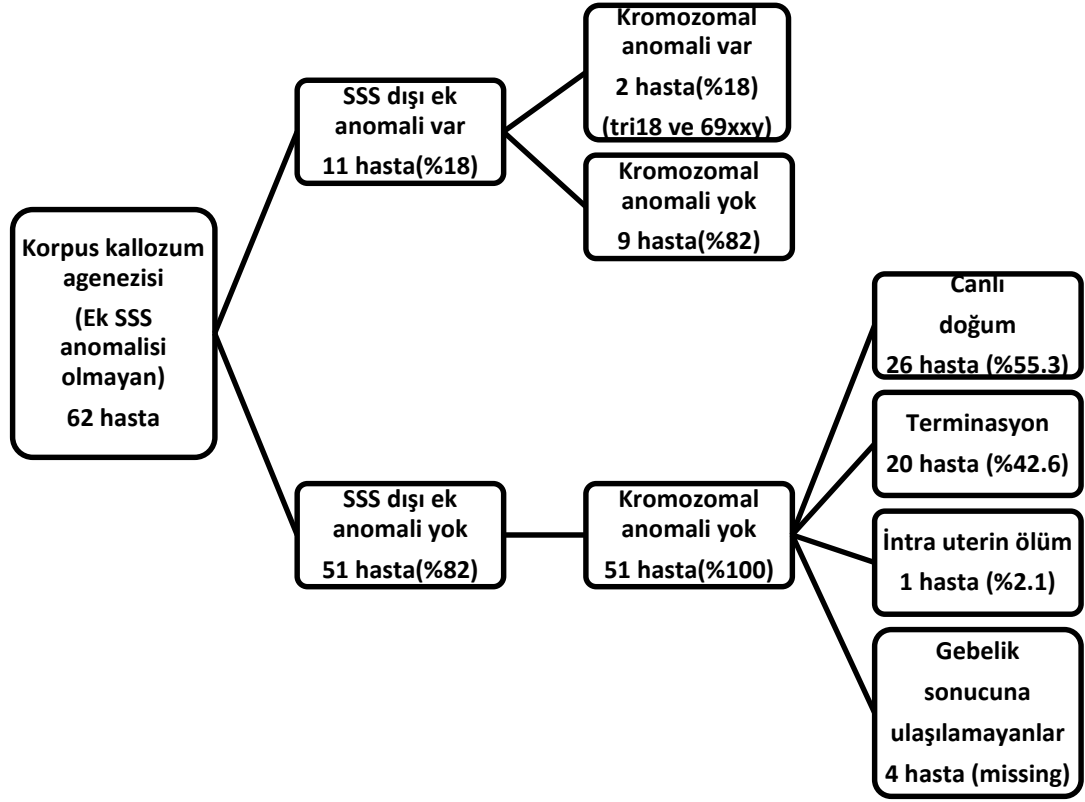 Korpus kallozum
agenezisi
(Ek SSS
anomalisi
olmayan)
62 hasta
SSS dışı ek
anomali var
11 hasta(%18)
Kromozomal
anomali var
2 hasta(%18)
(tri18 ve 69xxy)
Kromozomal
anomali yok
9 hasta(%82)
SSS dışı ek
anomali yok
51 hasta(%82)
Kromozomal
anomali yok
51 hasta(%100)
Canlı
doğum
26 hasta (%55.3)
Terminasyon
20 hasta (%42.6)
İntra uterin ölüm
1 hasta (%2.1)
Gebelik
sonucuna
ulaşılamayanlar
4 hasta (missing)